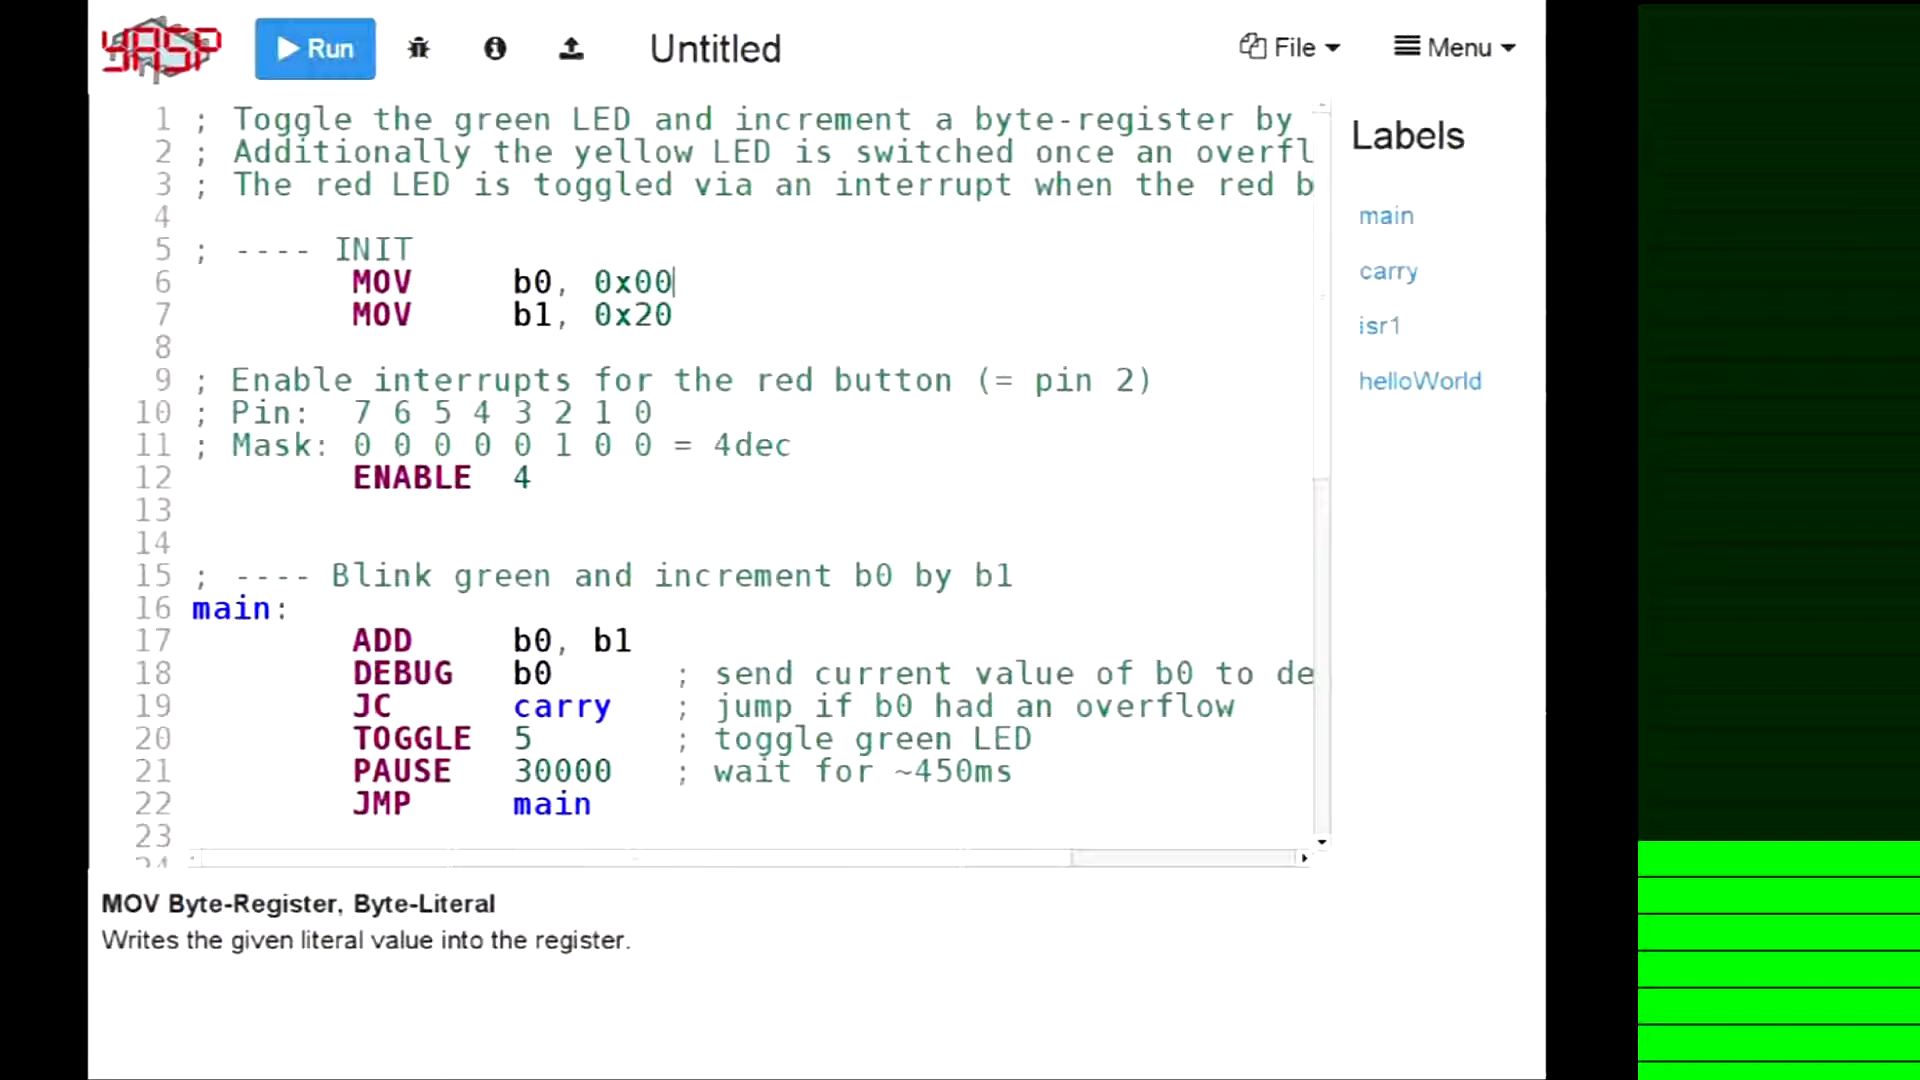 YASP Run Untitled File Menu
1 ; Toggle the green LED and increment a byte-register by
2 ; Additionally the yellow LED is switched once an overfl
3 ; The red LED is toggled via an interrupt when the red b
4
5 ; ---- INIT
6 MOV b0, 0x00
7 MOV b1, 0x20
8
9 ; Enable interrupts for the red button (= pin 2)
10 ; Pin: 7 6 5 4 3 2 1 0
11 ; Mask: 0 0 0 0 0 1 0 0 = 4dec
12 ENABLE 4
13
14
15 ; ---- Blink green and increment b0 by b1
16 main:
17 ADD b0, b1
18 DEBUG b0 ; send current value of b0 to de
19 JC carry ; jump if b0 had an overflow
20 TOGGLE 5 ; toggle green LED
21 PAUSE 30000 ; wait for ~450ms
22 JMP main
23
24
Labels
main
carry
isr1
helloWorld
MOV Byte-Register, Byte-Literal
Writes the given literal value into the register.